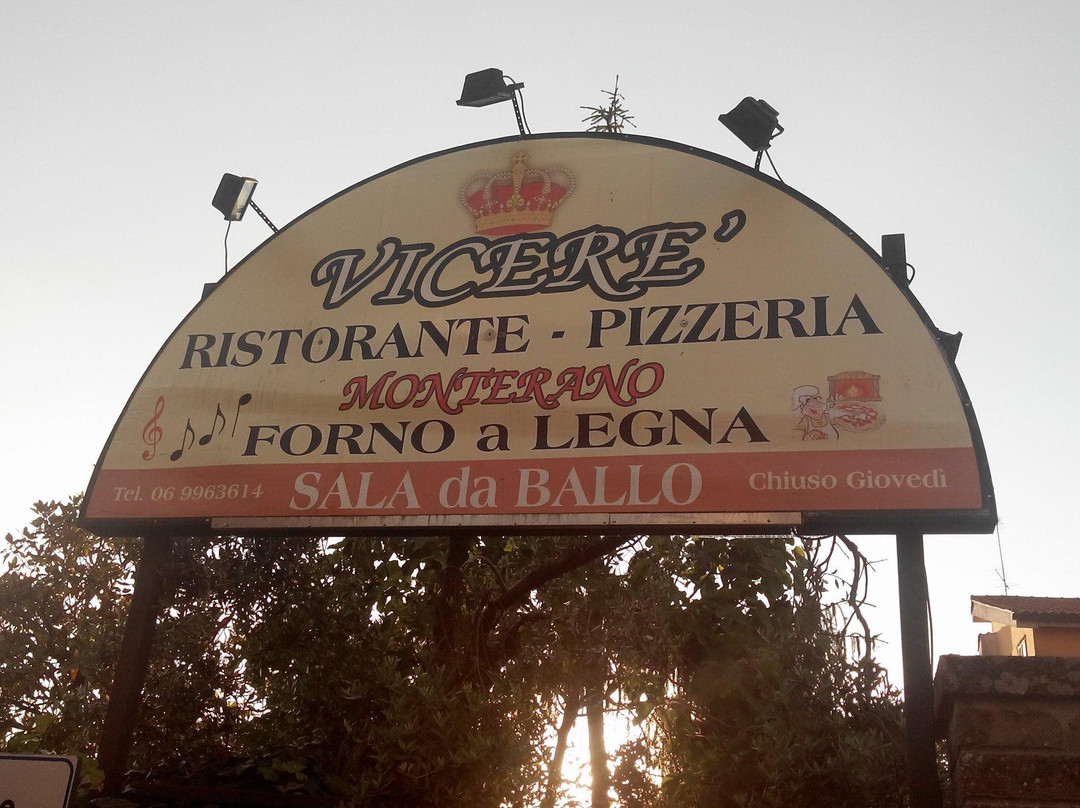 VICERE'
RISTORANTE - PIZZERIA
MONTERANO
FORNO a LEGNA
Tel. 06 9963614 SALA da BALLO Chiuso Giovedì